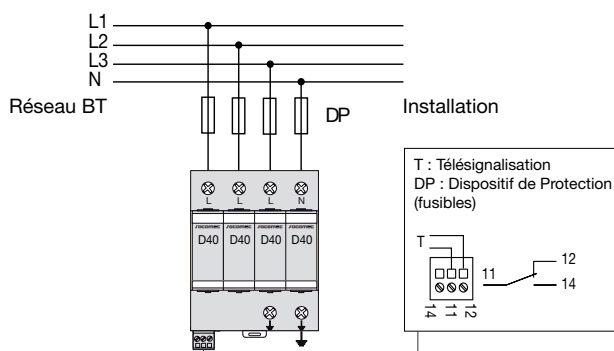 L1
L2
L3
N
Réseau BT
DP
Installation
L L L N
socomec socomec socomec socomec
D40 D40 D40 D40
T : Télésignalisation
DP : Dispositif de Protection
(fusibles)
T
12
11
14
14 11 12